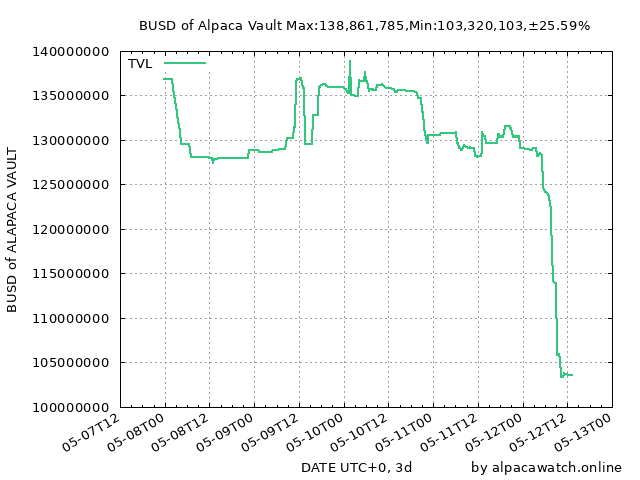 BUSD of Alpaca Vault Max:138,861,785,Min:103,320,103,±25.59%
TVL
140000000
135000000
130000000
125000000
120000000
115000000
110000000
105000000
100000000
BUSD of ALAPACA VAULT
05-07T12
05-08T00
05-08T12
05-09T00
05-09T12
05-10T00
05-10T12
05-11T00
05-11T12
05-12T00
05-12T12
05-13T00
DATE UTC+0, 3d
by alpacawatch.online